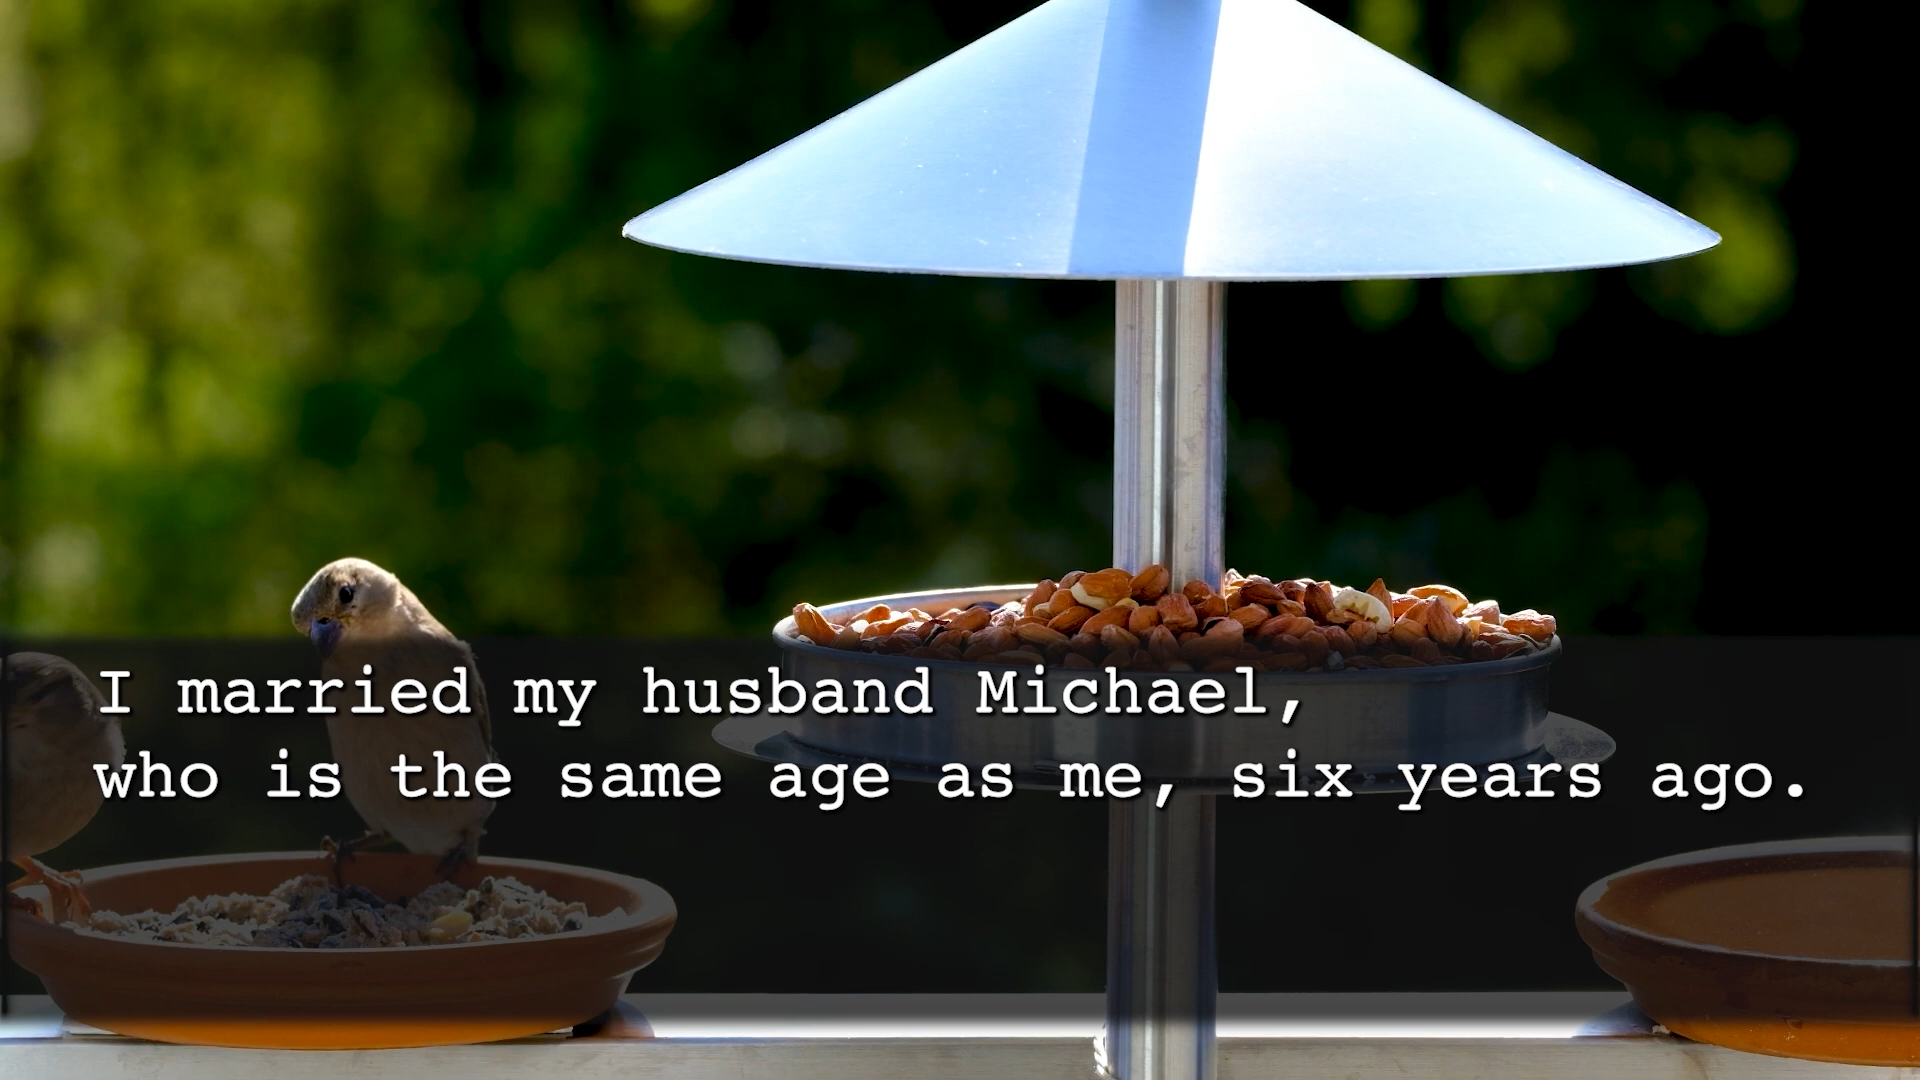 I married my husband Michael,
who is the same age as me, six years ago.